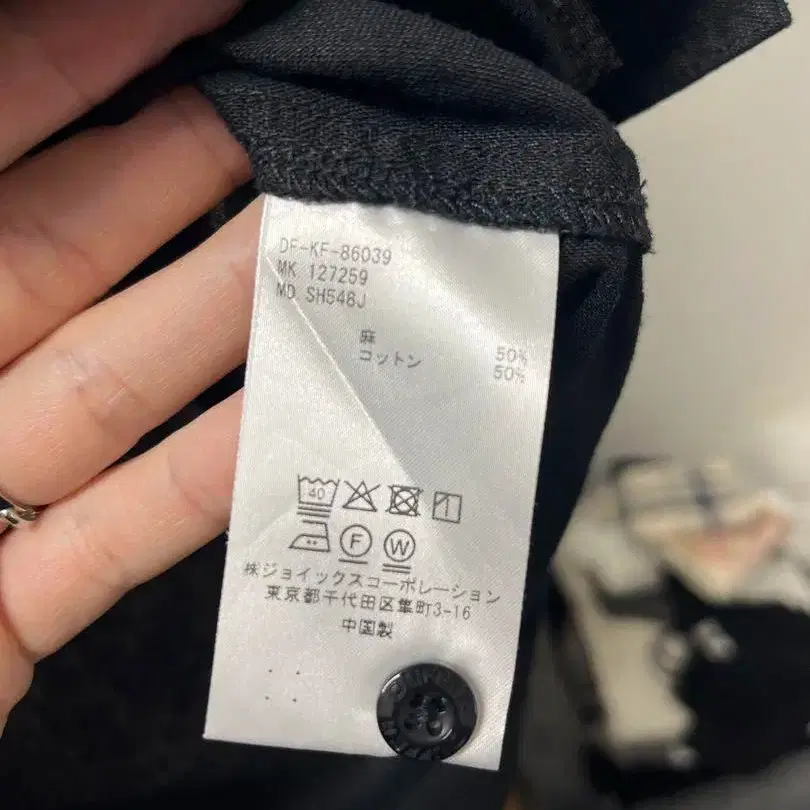 DF-KF-86039
MK 127259
MD SH548J
麻 50%
コットン 50%
40
F W
株ジョイックスコーポレーション
東京都千代田区隼町3-16
中国製